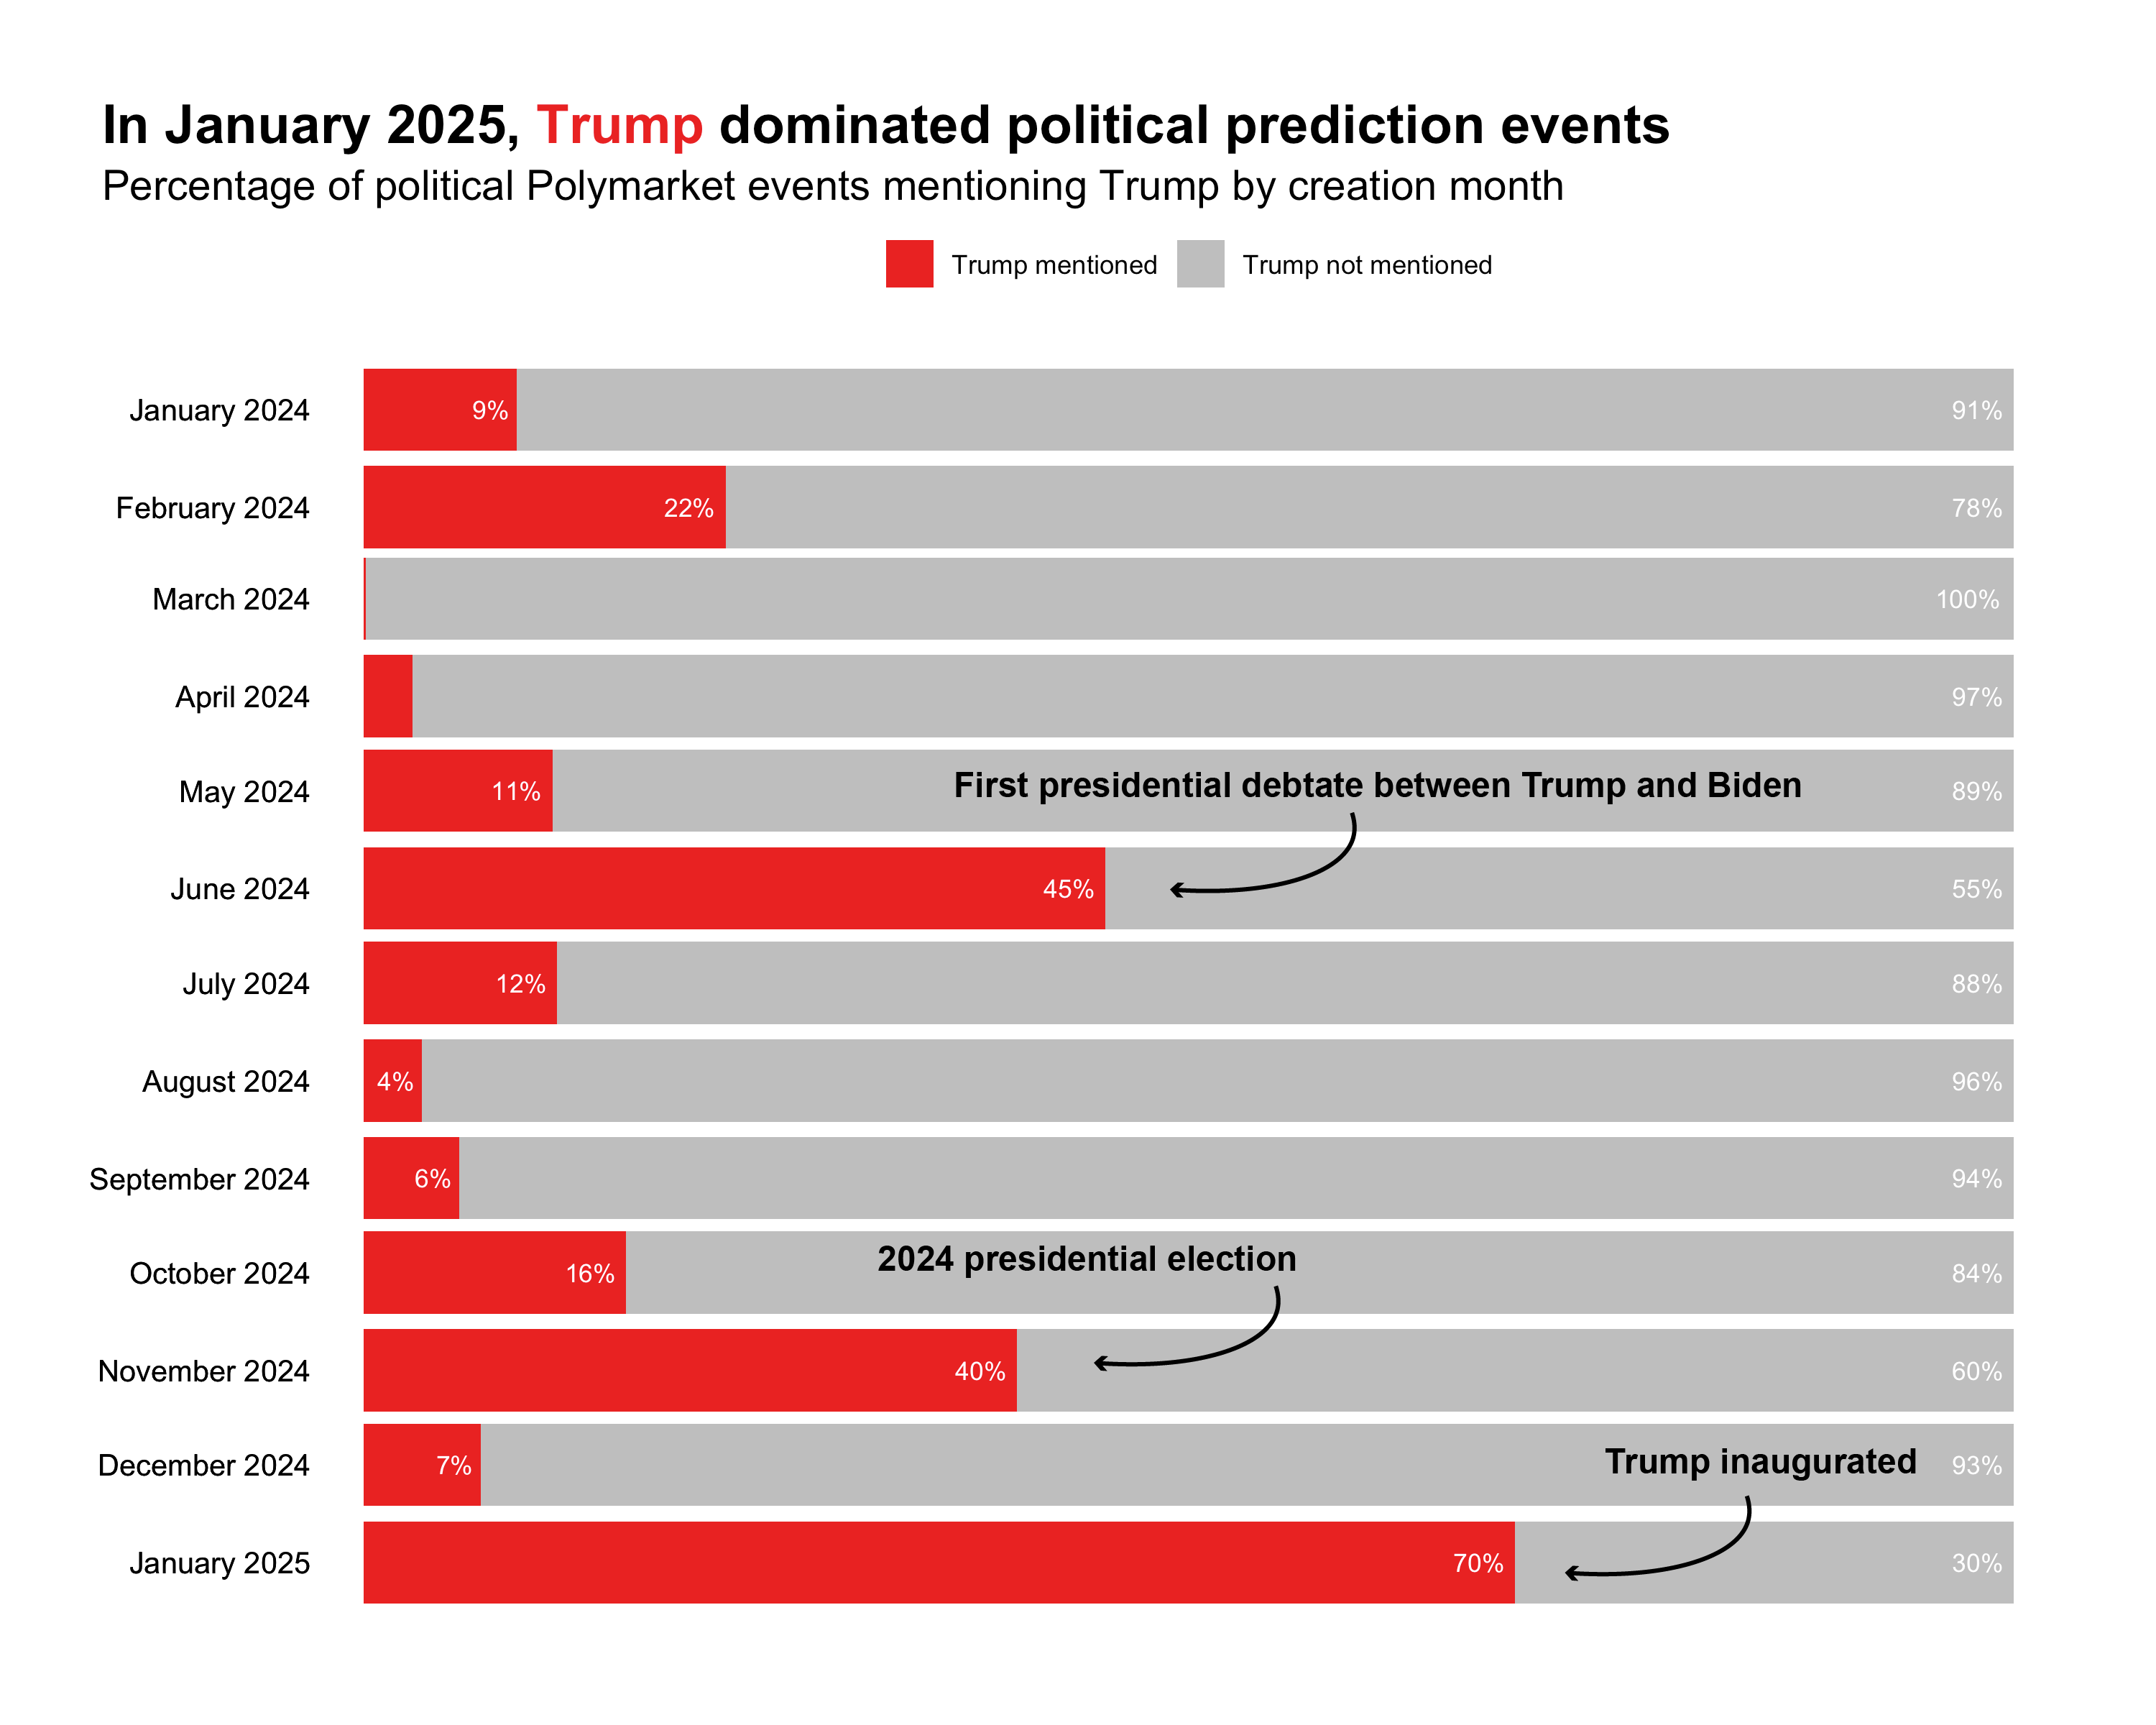 In January 2025, Trump dominated political prediction events
Percentage of political Polymarket events mentioning Trump by creation month
Trump mentioned Trump not mentioned
January 2024 9% 91%
February 2024 22% 78%
March 2024 100%
April 2024 97%
First presidential debtate between Trump and Biden
May 2024 11% 89%
June 2024 45% 55%
July 2024 12% 88%
August 2024 4% 96%
September 2024 6% 94%
2024 presidential election
October 2024 16% 84%
November 2024 40% 60%
Trump inaugurated
December 2024 7% 93%
January 2025 70% 30%